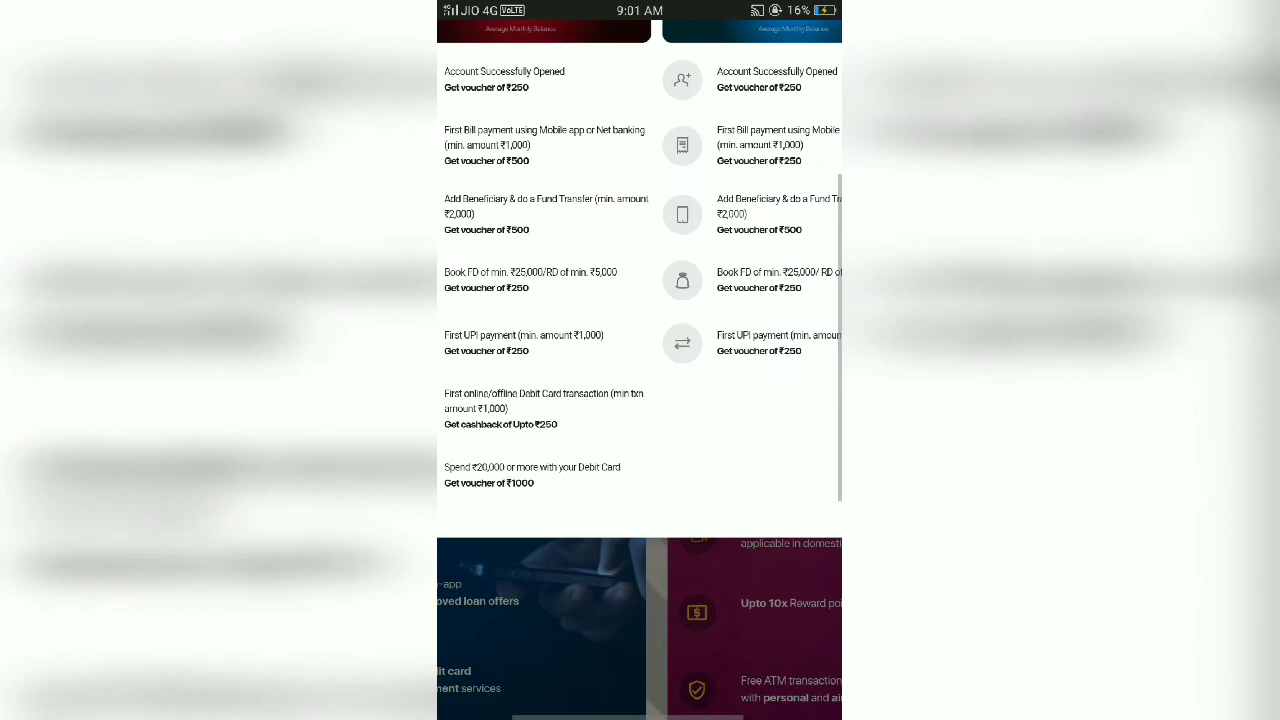 JIO 4G VoLTE
9:01 AM
16%
Average Monthly Balance
Account Successfully Opened
Get voucher of ₹250
First Bill payment using Mobile app or Net banking
(min. amount ₹1,000)
Get voucher of ₹500
Add Beneficiary & do a Fund Transfer (min. amount
₹2,000)
Get voucher of ₹500
Book FD of min. ₹25,000/RD of min. ₹5,000
Get voucher of ₹250
First UPI payment (min. amount ₹1,000)
Get voucher of ₹250
First online/offline Debit Card transaction (min txn
amount ₹1,000)
Get cashback of Upto ₹250
Spend ₹20,000 or more with your Debit Card
Get voucher of ₹1000
Average Monthly Balance
Account Successfully Opened
Get voucher of ₹250
First Bill payment using Mobile
(min. amount ₹1,000)
Get voucher of ₹250
Add Beneficiary & do a Fund Tr
₹2,000)
Get voucher of ₹500
Book FD of min. ₹25,000/ RD of
Get voucher of ₹250
First UPI payment (min. amoun
Get voucher of ₹250
-app
oved loan offers
lit card
ment services
applicable in domesti
Upto 10x Reward poi
Free ATM transaction
with personal and ai